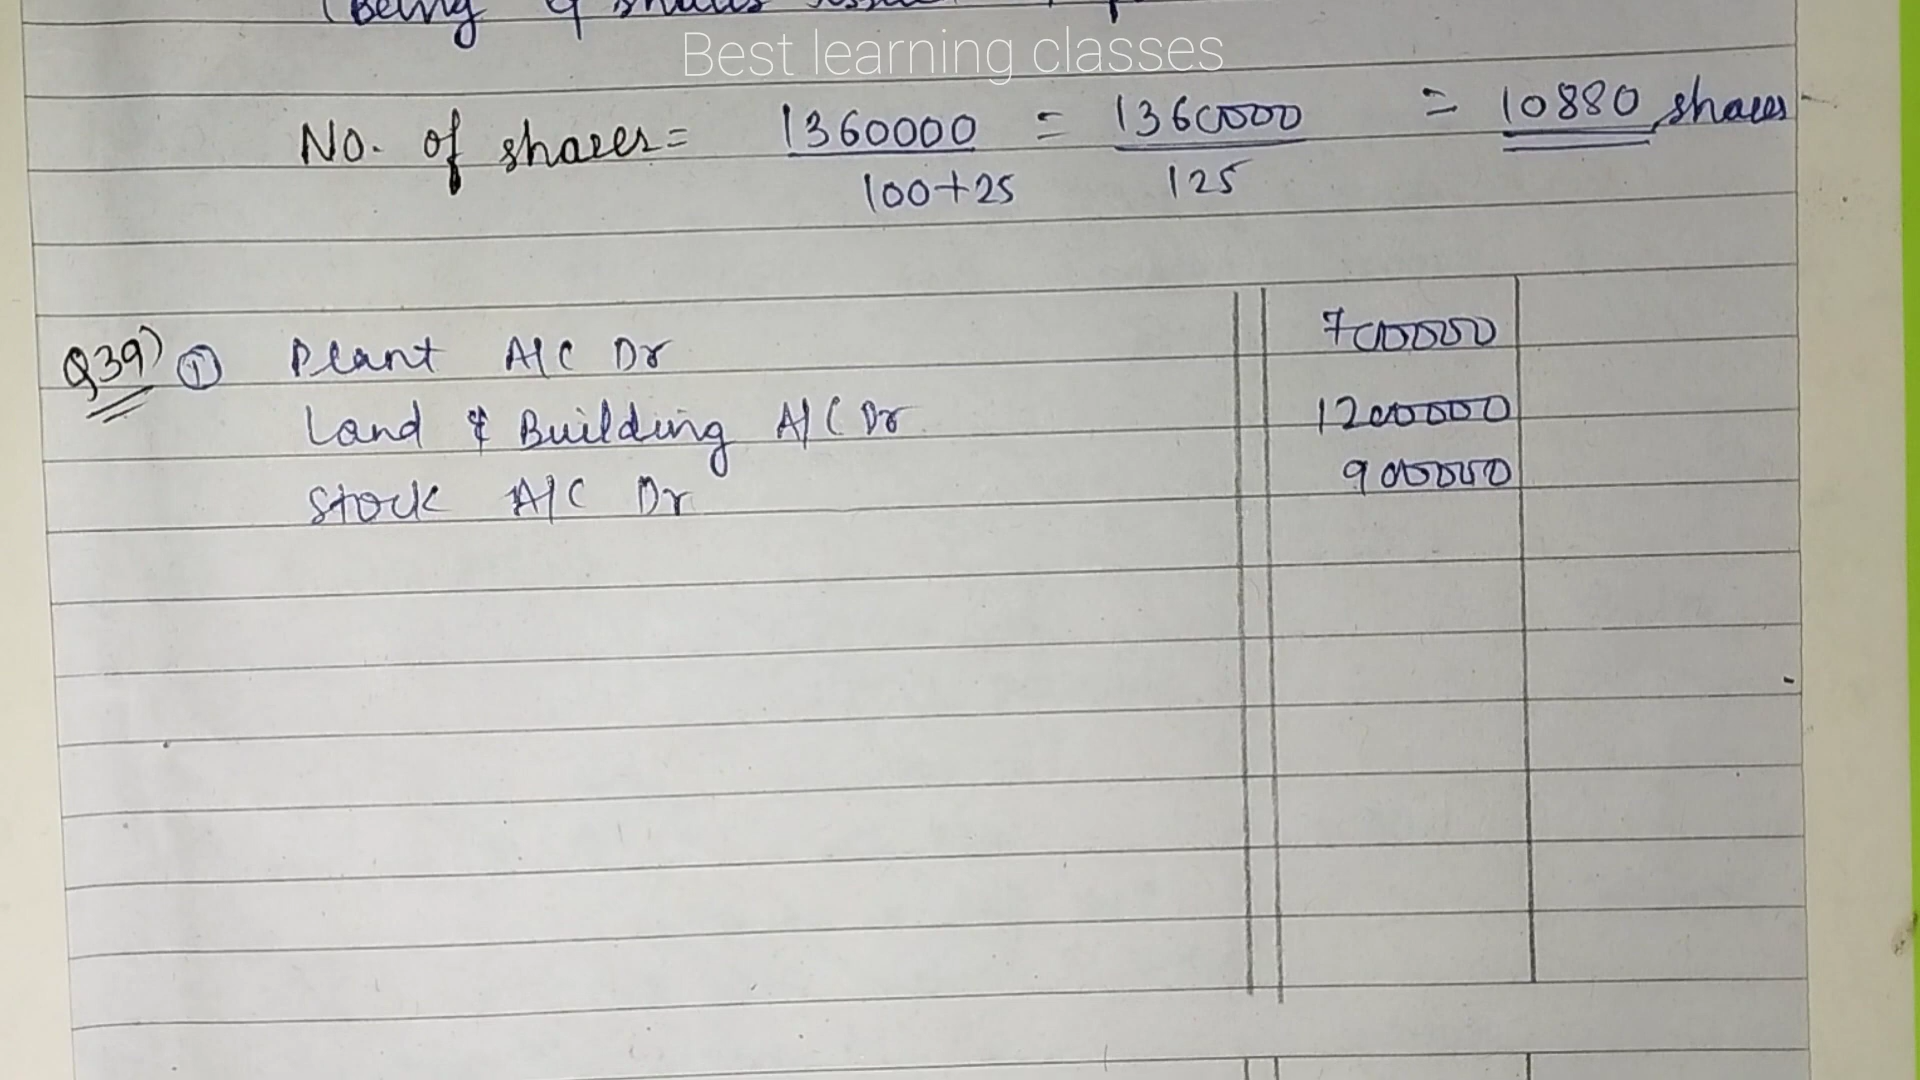 (Being
Best learning classes
No. of shares = 1360000 = 1360000 = 10880 shares
100+25 125
Q39) ① Plant A/C Dr 700000
Land & Building A/C Dr 1200000
Stock A/C Dr 900000